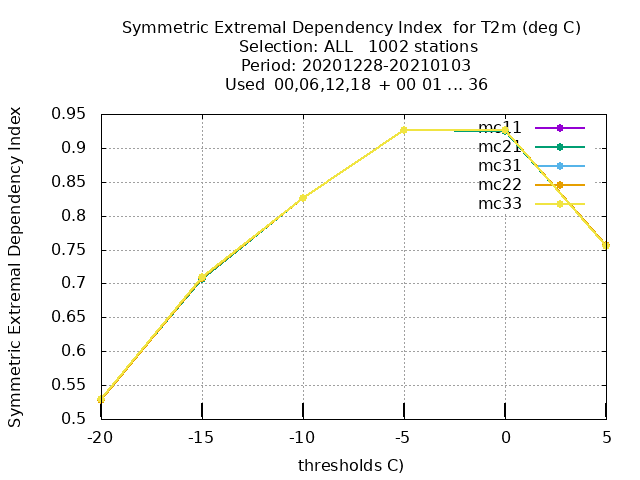 Symmetric Extremal Dependency Index  for T2m (deg C)
Selection: ALL   1002 stations
Period: 20201228-20210103
Used  00,06,12,18  + 00 01 ... 36
Symmetric Extremal Dependency Index
0.95
0.9
0.85
0.8
0.75
0.7
0.65
0.6
0.55
0.5
mc11
mc21
mc31
mc22
mc33
-20 -15 -10 -5 0 5
thresholds C)